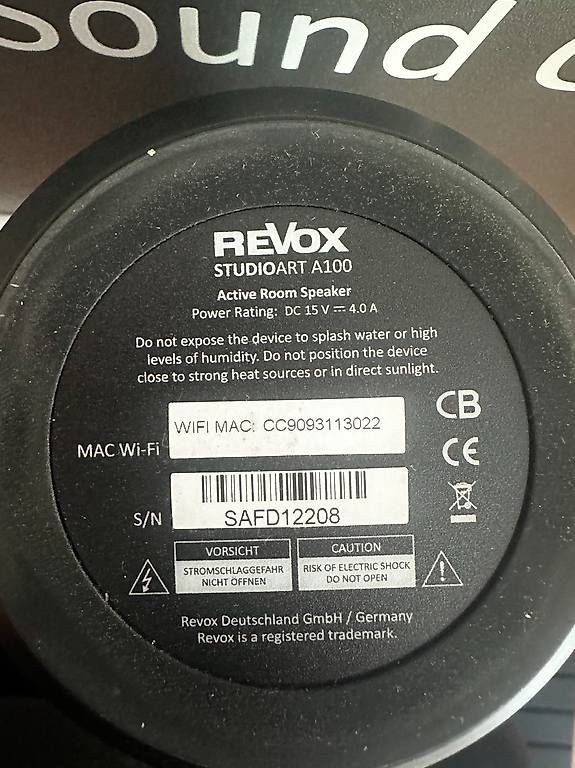 sound
REVOX
STUDIOART A100
Active Room Speaker
Power Rating: DC 15 V ⎓ 4.0 A
Do not expose the device to splash water or high
levels of humidity. Do not position the device
close to strong heat sources or in direct sunlight.
CB
MAC Wi-Fi
WIFI MAC: CC9093113022
CE
S/N
SAFD12208
VORSICHT
STROMSCHLAGGEFAHR
NICHT ÖFFNEN
CAUTION
RISK OF ELECTRIC SHOCK
DO NOT OPEN
Revox Deutschland GmbH / Germany
Revox is a registered trademark.